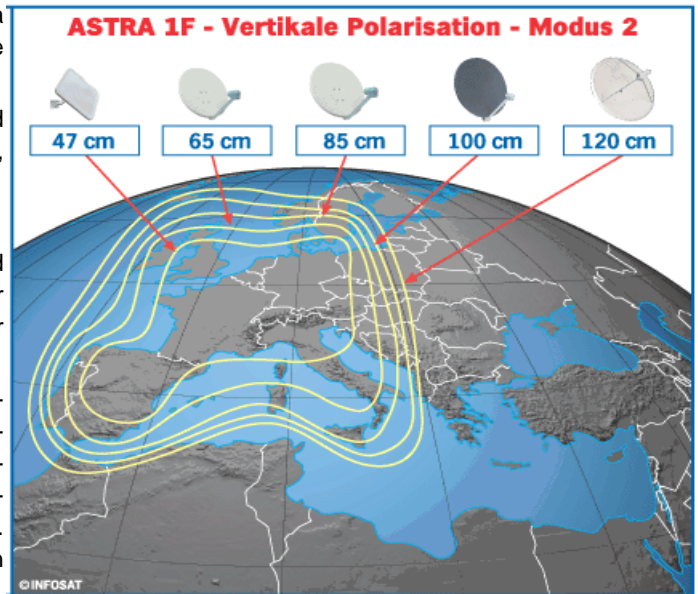 ASTRA 1F - Vertikale Polarisation - Modus 2
47 cm 65 cm 85 cm 100 cm 120 cm
©INFOSAT